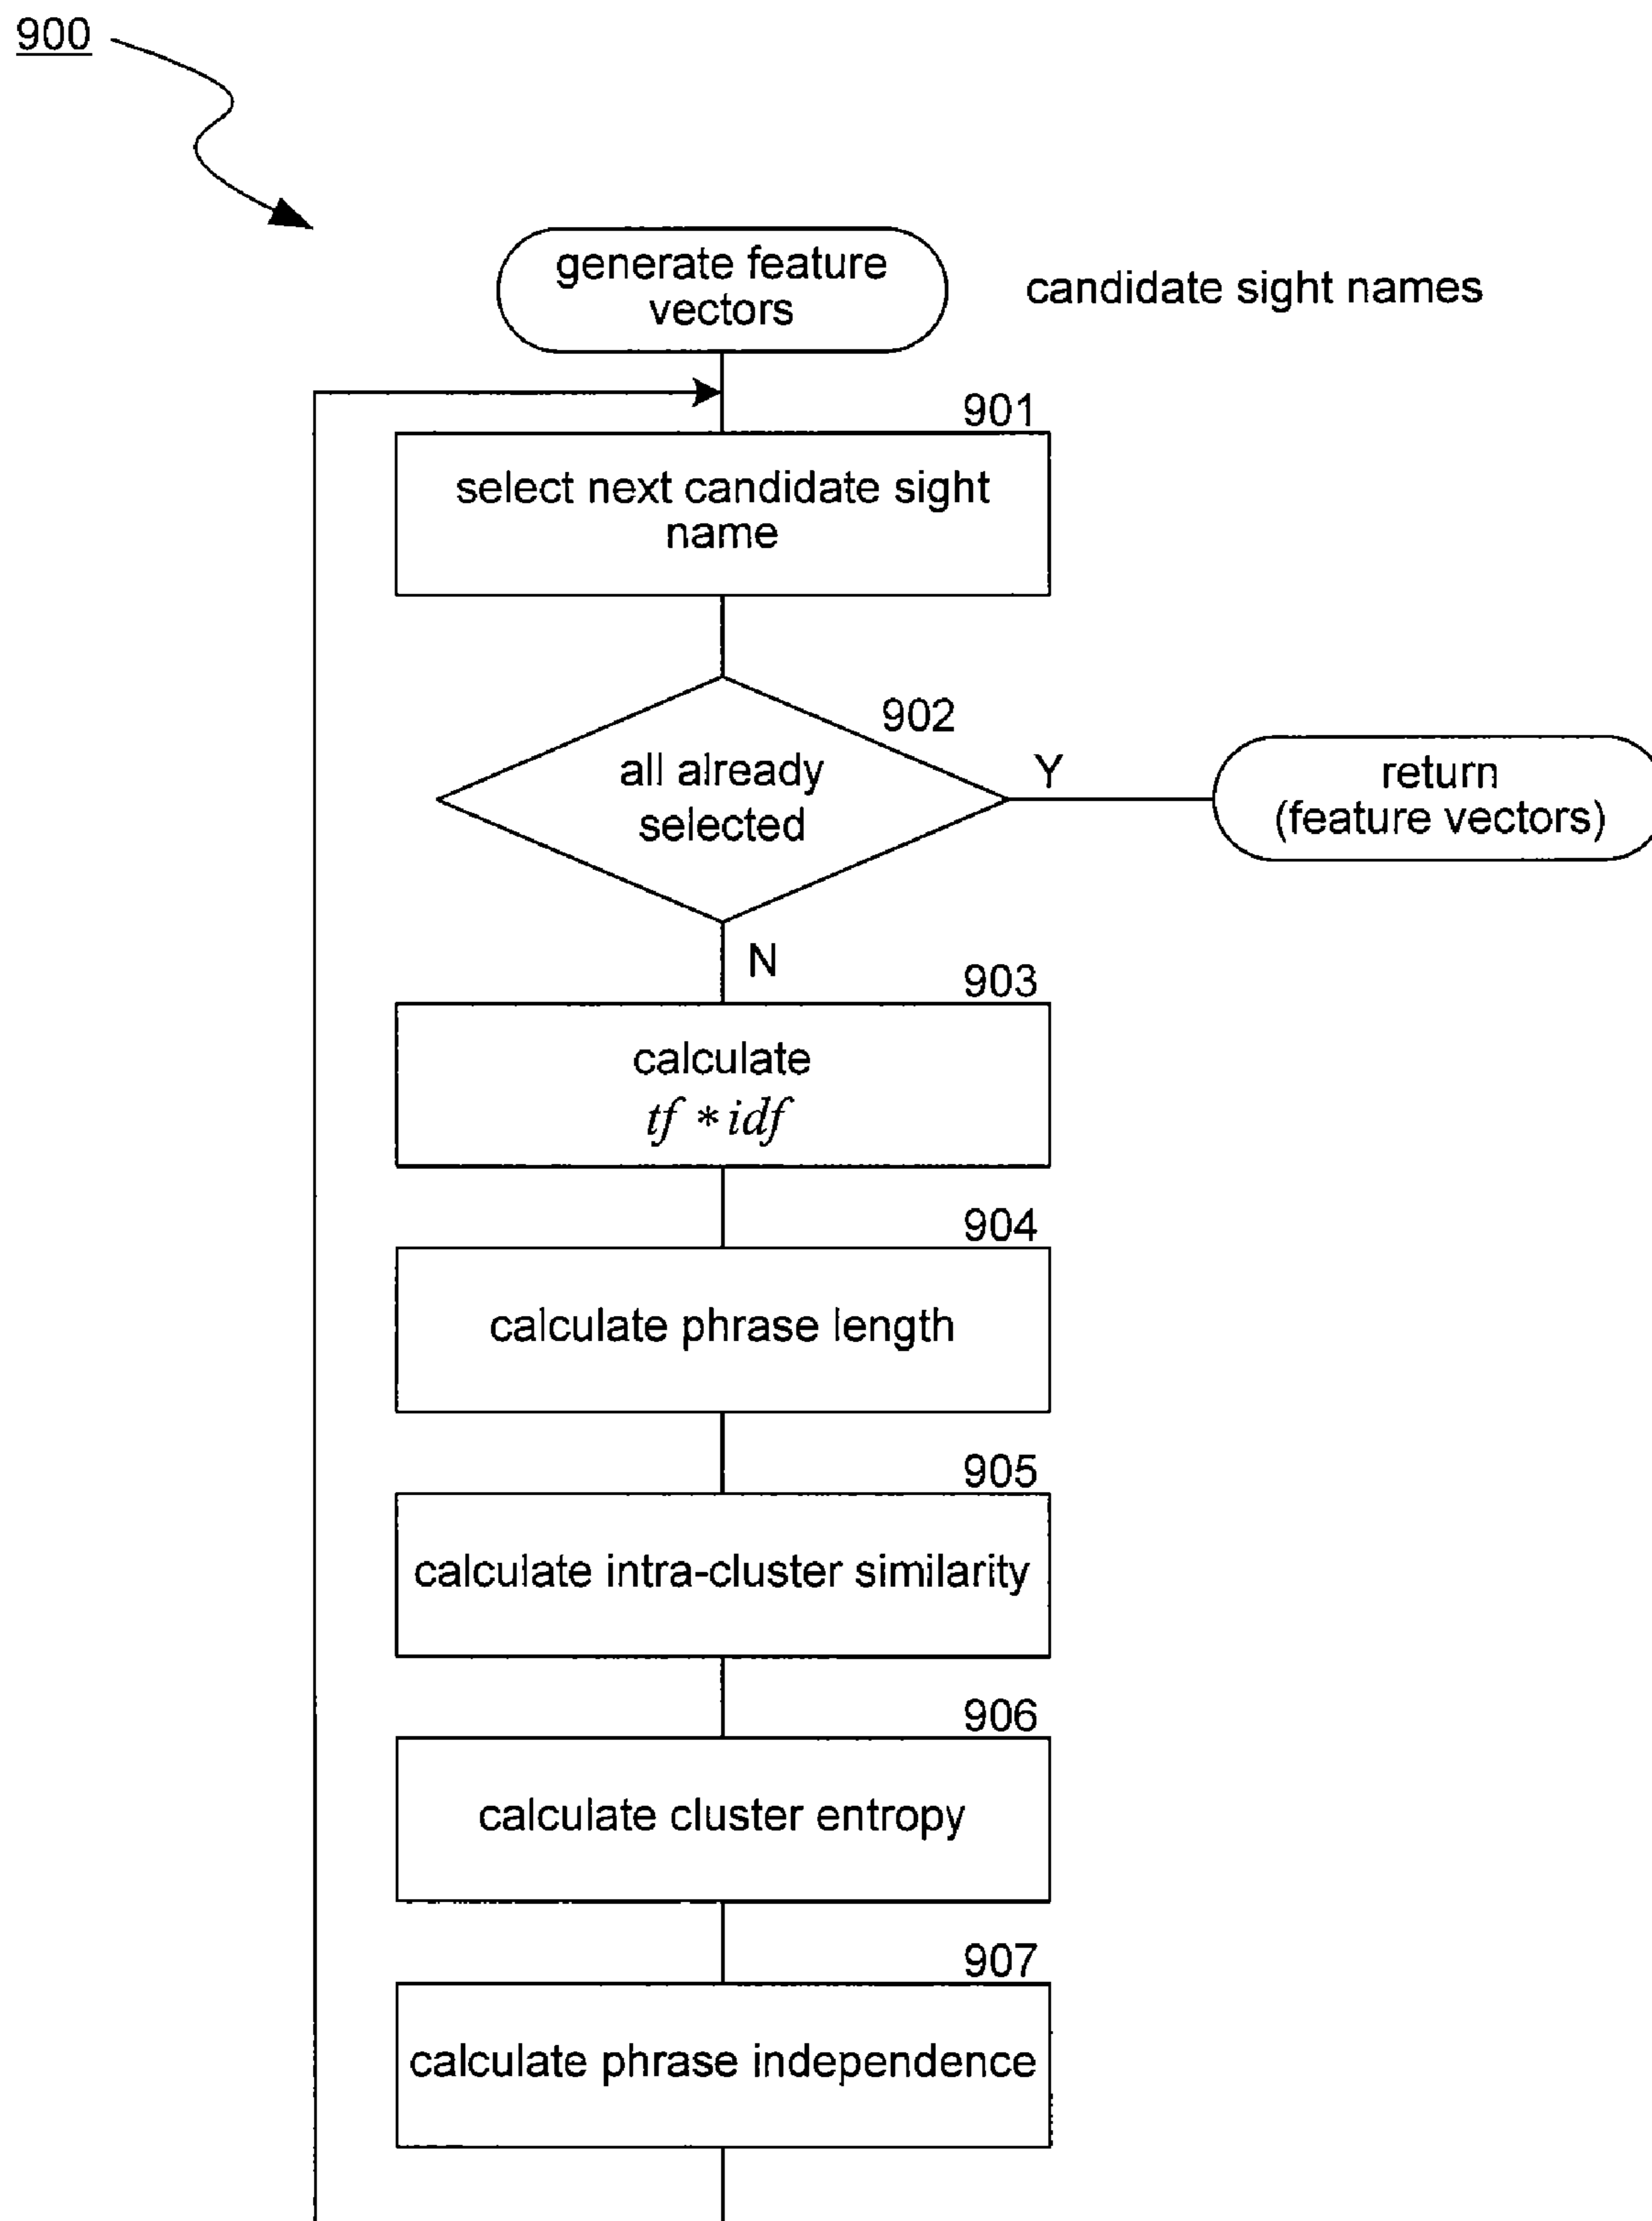 900
generate feature
vectors
candidate sight names
901
select next candidate sight
name
902
all already
selected
Y
return
(feature vectors)
N
903
calculate
tf * idf
904
calculate phrase length
905
calculate intra-cluster similarity
906
calculate cluster entropy
907
calculate phrase independence